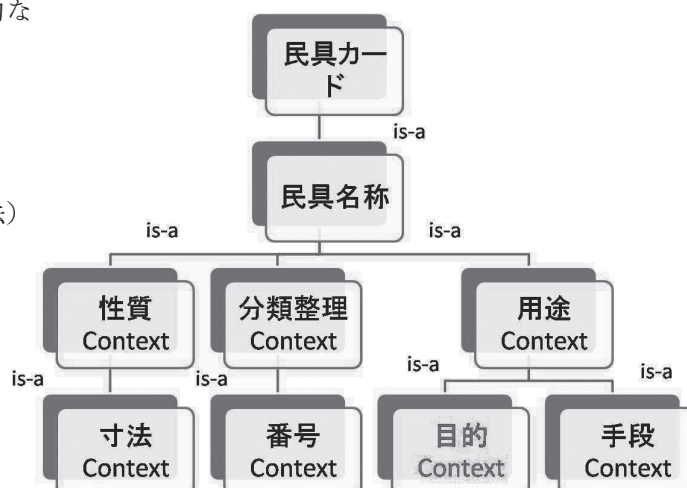 な
民具カー
ド
is-a
民具名称
法）
is-a
is-a
性質
Context
分類整理
Context
用途
Context
is-a
is-a
is-a
is-a
寸法
Context
番号
Context
目的
Context
手段
Context